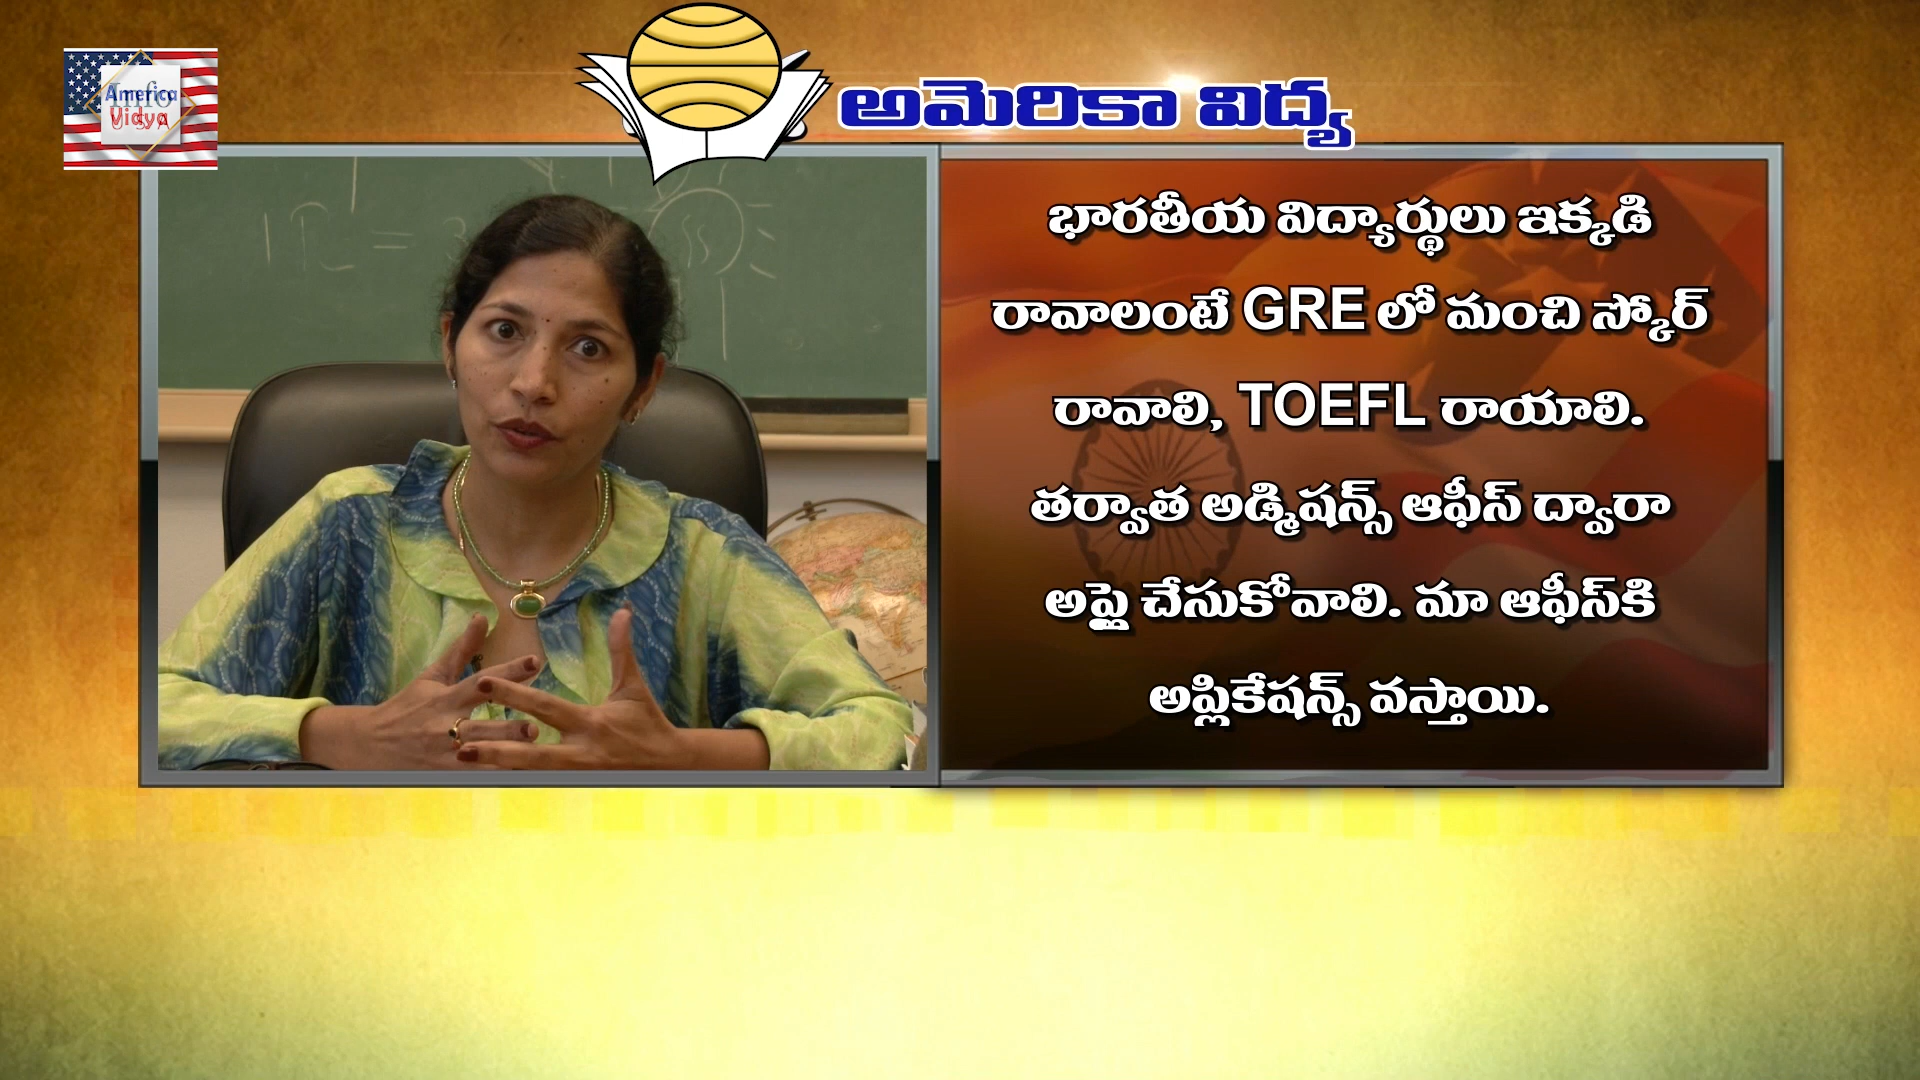 America
Vidya
అమెరికా విద్య
భారతీయ విద్యార్థులు ఇక్కడి
రావాలంటే GRE లో మంచి స్కోర్
రావాలి, TOEFL రాయాలి.
తర్వాత అడ్మిషన్స్ ఆఫీస్ ద్వారా
అప్లై చేసుకోవాలి. మా ఆఫీస్‌కి
అప్లికేషన్స్ వస్తాయి.